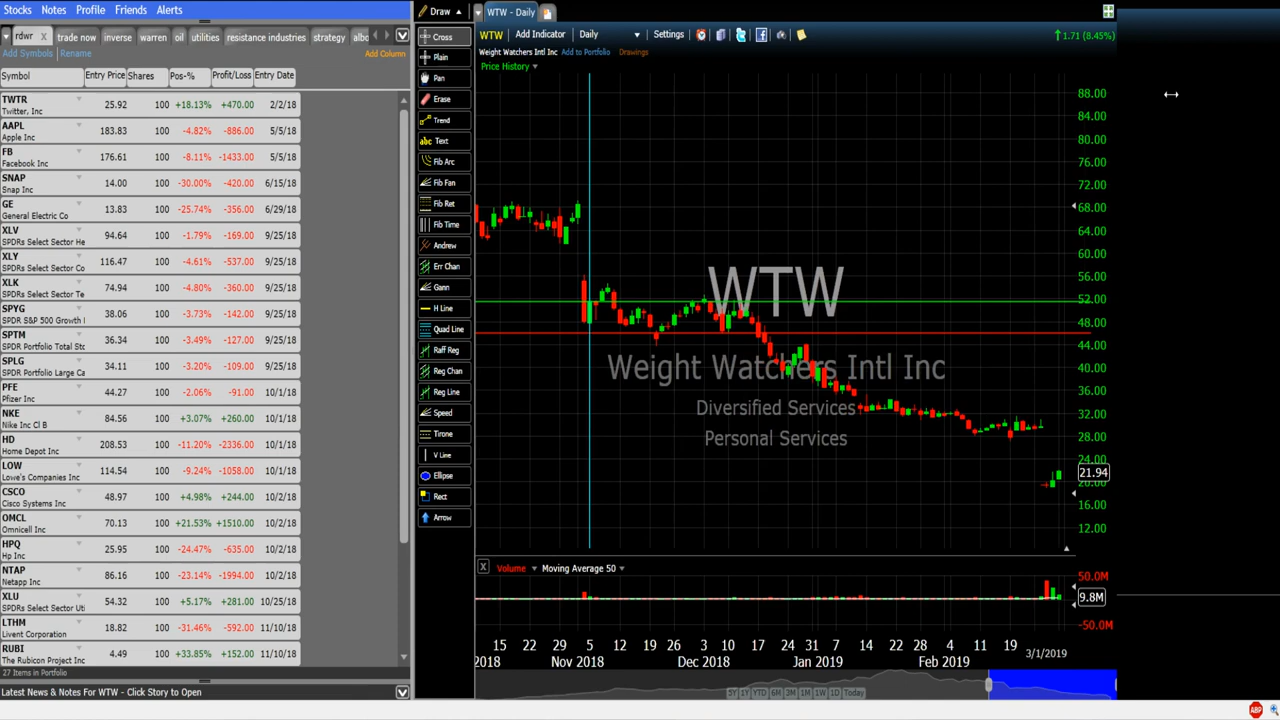 Stocks Notes Profile Friends Alerts
rdwr X trade now inverse warren oil utilities resistance industries strategy
Add Symbols Rename Add Column
Symbol Entry Price Shares Profit/Loss Entry Date
TWTR 25.92 100 +18.13% +470.00 2/2/18
Twitter, Inc
AAPL 183.83 100 -4.82% -886.00 5/5/18
Apple Inc
FB 176.61 100 -8.11% -1433.00 5/5/18
Facebook Inc
SNAP 14.00 100 -30.00% -420.00 6/15/18
Snap Inc
GE 13.83 100 -25.74% -356.00 6/29/18
General Electric Co
XLV 94.64 100 -1.79% -169.00 9/25/18
SPDRs Select Sector He
XLY 116.47 100 -4.61% -537.00 9/25/18
SPDRs Select Sector Co
XLK 74.94 100 -4.80% -360.00 9/25/18
SPDRs Select Sector Te
SPYG 38.06 100 -3.73% -142.00 9/25/18
SPDR S&P 500 Growth
SPTM 36.34 100 -3.49% -127.00 9/25/18
SPDR Portfolio Total Stc
SPLG 34.11 100 -3.20% -109.00 9/25/18
SPDR Portfolio Large Ca
PFE 44.22 100 -2.06% -91.00 10/1/18
Pfizer Inc
NKE 84.56 100 +3.07% +260.00 10/1/18
Nike Inc Cl B
HD 208.53 100 -11.20% -2336.00 10/2/18
Home Depot Inc
LOW 114.54 100 -9.24% -1058.00 10/2/18
Lowe's Companies Inc
CSCO 48.97 100 +4.98% +244.00 10/2/18
Cisco Systems Inc
OMCL 70.13 100 +21.53% +1510.00 10/2/18
Omnicell Inc
HPQ 25.95 100 -24.47% -635.00 10/2/18
Hp Inc
NTAP 86.16 100 -23.14% -1994.00 10/2/18
Netapp Inc
XLU 54.32 100 +5.17% +281.00 10/25/18
SPDRs Select Sector Uti
LTHM 18.82 100 -31.46% -592.00 11/10/18
Livent Corporation
RUBI 4.49 100 +33.85% +152.00 11/10/18
The Rubicon Project Inc
27 Items in Portfolio
Latest News & Notes For WTW - Click Story to Open
Draw
Cross
Plain
Pan
Erase
Trend
abc Text
Fib Arc
Fib Fan
Fib Ret
Fib Time
Andrew
Err Chan
Gann
H Line
Quad Line
Raff Reg
Reg Chan
Reg Line
Speed
Tirone
V Line
Ellipse
Rect
Arrow
WTW - Daily
WTW Add Indicator Daily Settings 1.71 (8.45%)
Weight Watchers Intl Inc Add to Portfolio Drawings
Price History
88.00
84.00
80.00
76.00
72.00
68.00
64.00
60.00
56.00
52.00
48.00
44.00
40.00
36.00
32.00
28.00
24.00
21.94
20.00
16.00
12.00
WTW
Weight Watchers Intl Inc
Diversified Services
Personal Services
X Volume Moving Average 50
50.0M
9.8M
-50.0M
15 22 29 5 12 19 26 3 10 17 24 31 7 14 22 28 4 11 19
2018 Nov 2018 Dec 2018 Jan 2019 Feb 2019 3/1/2019
5Y 1Y YTD 6M 3M 1M 1W 1D Today
ABP